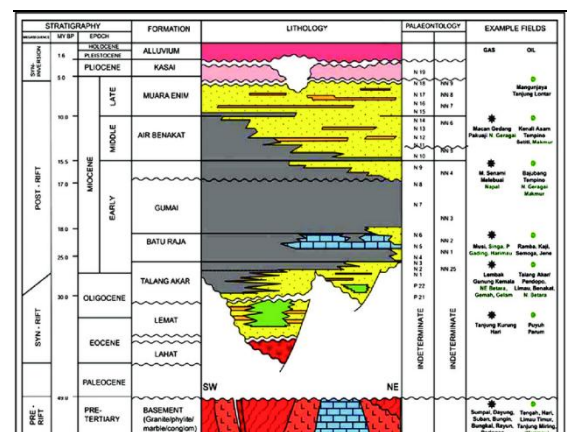 STRATIGRAPHY
FORMATION
LITHOLOGY
PALAEONTOLOGY
EXAMPLE FIELDS
MY BP
EPOCH
GAS
OIL
SYN-
INVERSION
POST - RIFT
SYN - RIFT
PRE -
RIFT
1.6
5.0
10.0
15.5
17.0
18.0
25.0
30.0
HOLOCENE
PLEISTOCENE
PLIOCENE
MIOCENE
LATE
MIDDLE
EARLY
OLIGOCENE
EOCENE
PALEOCENE
PRE-
TERTIARY
ALLUVIUM
KASAI
MUARA ENIM
AIR BENAKAT
GUMAI
BATU RAJA
TALANG AKAR
LEMAT
LAHAT
BASEMENT
(Granite/phylite/
marble/conglom)
SW
NE
N 19
N 18
N 17
N 16
N 15
N 14
N 13
N 12
N 11
N 10
N 9
N 8
N 7
N 6
N 5
N 4
N 3
N 2
N 1
P 22
P 21
INDETERMINATE
NN 9
NN 8
NN 7
NN 6
NN 5
NN 4
NN 3
NN 2
NN 1
NN 25
INDETERMINATE
Mangunjaya
Tanjung Lontar
Macan Gedang
Pakuaji N. Geragai
Kenali Asam
Tempino
Makmur
M. Senami
Melebuai
Napal
Bajubang
Tempino
N Geragai
Makmur
Musi, Singa, P
Gading, Harimau
Ramba, Kaji,
Semoga, Jene
Lembak
Gunung Kemala
NE Betara,
Gemah, Gelam
Talang Akar/
Pendopo,
Limau, Benakat,
N. Betara
Tanjung Kurung
Hari
Puyuh
Panum
Sumpal, Dayung,
Suban, Bungin,
Bungkal, Rayun,
Tangah, Hari,
Limau Timur,
Tanjung Miring,